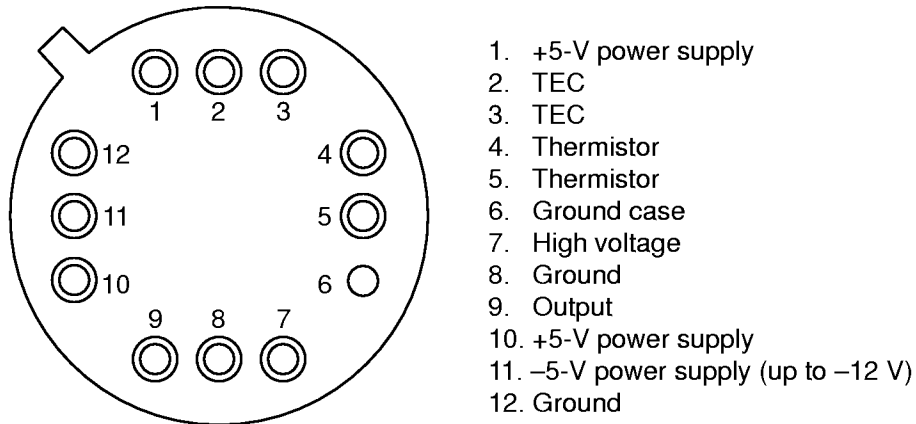 1 2 3
12 4
11 5
10 6
9 8 7
1. +5-V power supply
2. TEC
3. TEC
4. Thermistor
5. Thermistor
6. Ground case
7. High voltage
8. Ground
9. Output
10. +5-V power supply
11. –5-V power supply (up to –12 V)
12. Ground